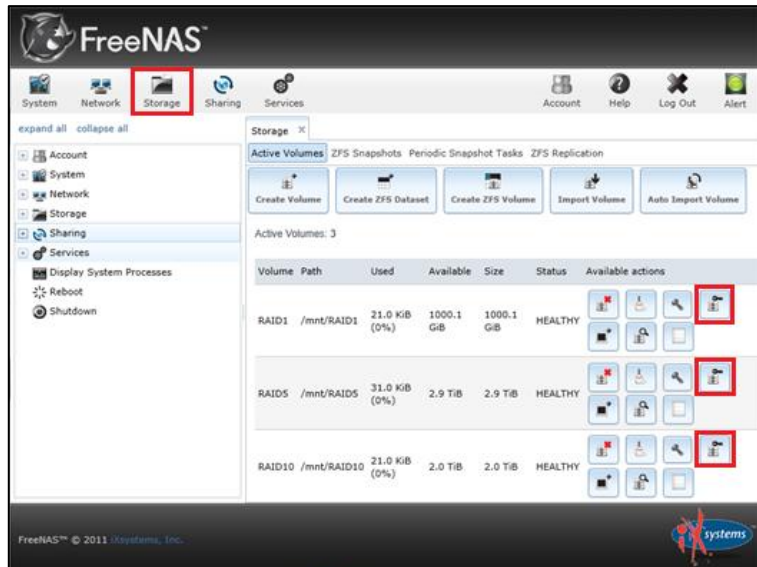 FreeNAS™
System Network Storage Sharing Services Account Help Log Out Alert
expand all collapse all
Account
System
Network
Storage
Sharing
Services
Display System Processes
Reboot
Shutdown
Storage X
Active Volumes ZFS Snapshots Periodic Snapshot Tasks ZFS Replication
Create Volume Create ZFS Dataset Create ZFS Volume Import Volume Auto Import Volume
Active Volumes: 3
Volume Path Used Available Size Status Available actions
RAID1 /mnt/RAID1 21.0 KiB (0%) 1000.1 GiB 1000.1 GiB HEALTHY
RAID5 /mnt/RAID5 31.0 KiB (0%) 2.9 TiB 2.9 TiB HEALTHY
RAID10 /mnt/RAID10 21.0 KiB (0%) 2.0 TiB 2.0 TiB HEALTHY
FreeNAS™ © 2011 iXsystems, Inc.
iXsystems